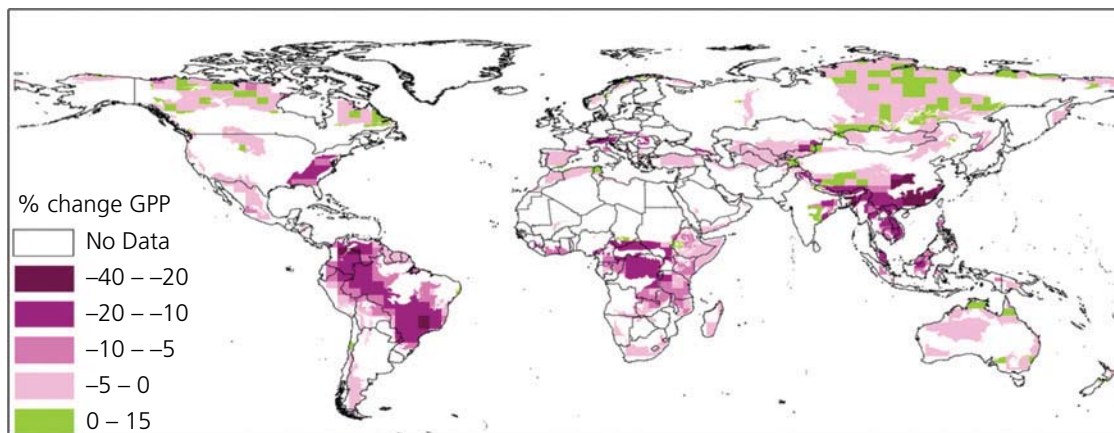 % change GPP
No Data
–40 – –20
–20 – –10
–10 – –5
–5 – 0
0 – 15